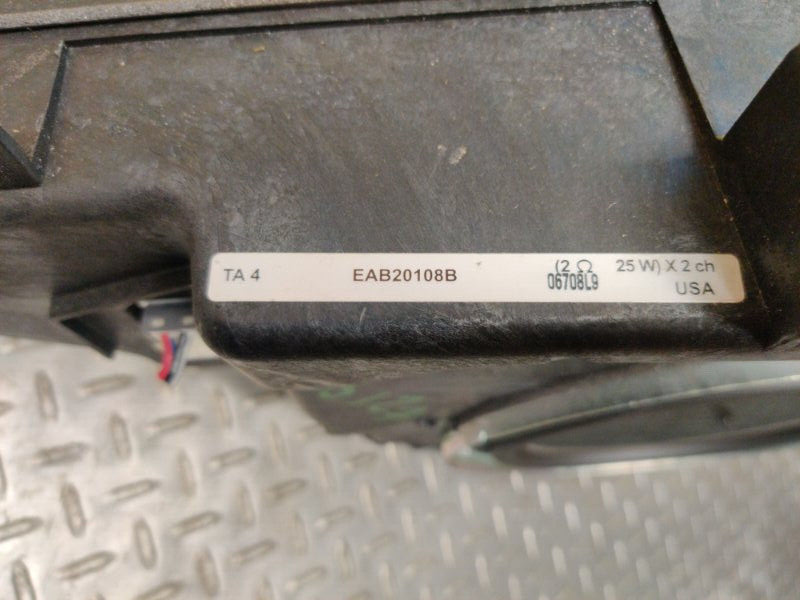 TA 4 EAB20108B (2 Ω 25 W) X 2 ch
06708L9 USA